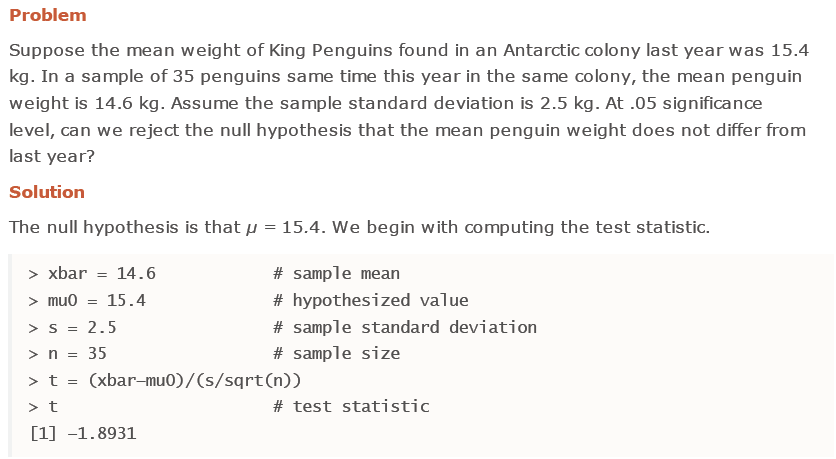 Problem
Suppose the mean weight of King Penguins found in an Antarctic colony last year was 15.4
kg. In a sample of 35 penguins same time this year in the same colony, the mean penguin
weight is 14.6 kg. Assume the sample standard deviation is 2.5 kg. At .05 significance
level, can we reject the null hypothesis that the mean penguin weight does not differ from
last year?
Solution
The null hypothesis is that μ = 15.4. We begin with computing the test statistic.
> xbar = 14.6 # sample mean
> mu0 = 15.4 # hypothesized value
> s = 2.5 # sample standard deviation
> n = 35 # sample size
> t = (xbar−mu0)/(s/sqrt(n))
> t # test statistic
[1] −1.8931